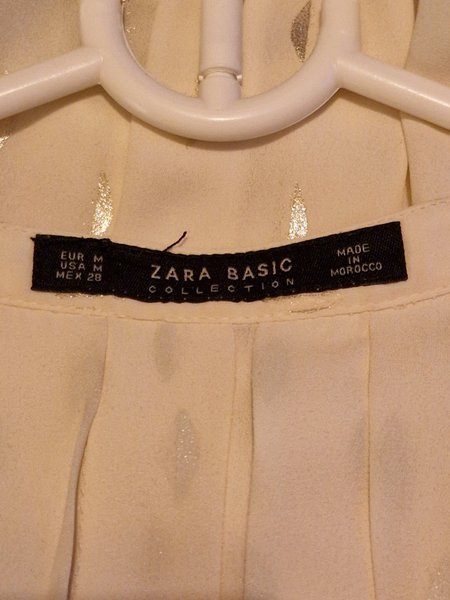 EUR M
USA M
MEX 28
ZARA BASIC
COLLECTION
MADE
IN
MOROCCO